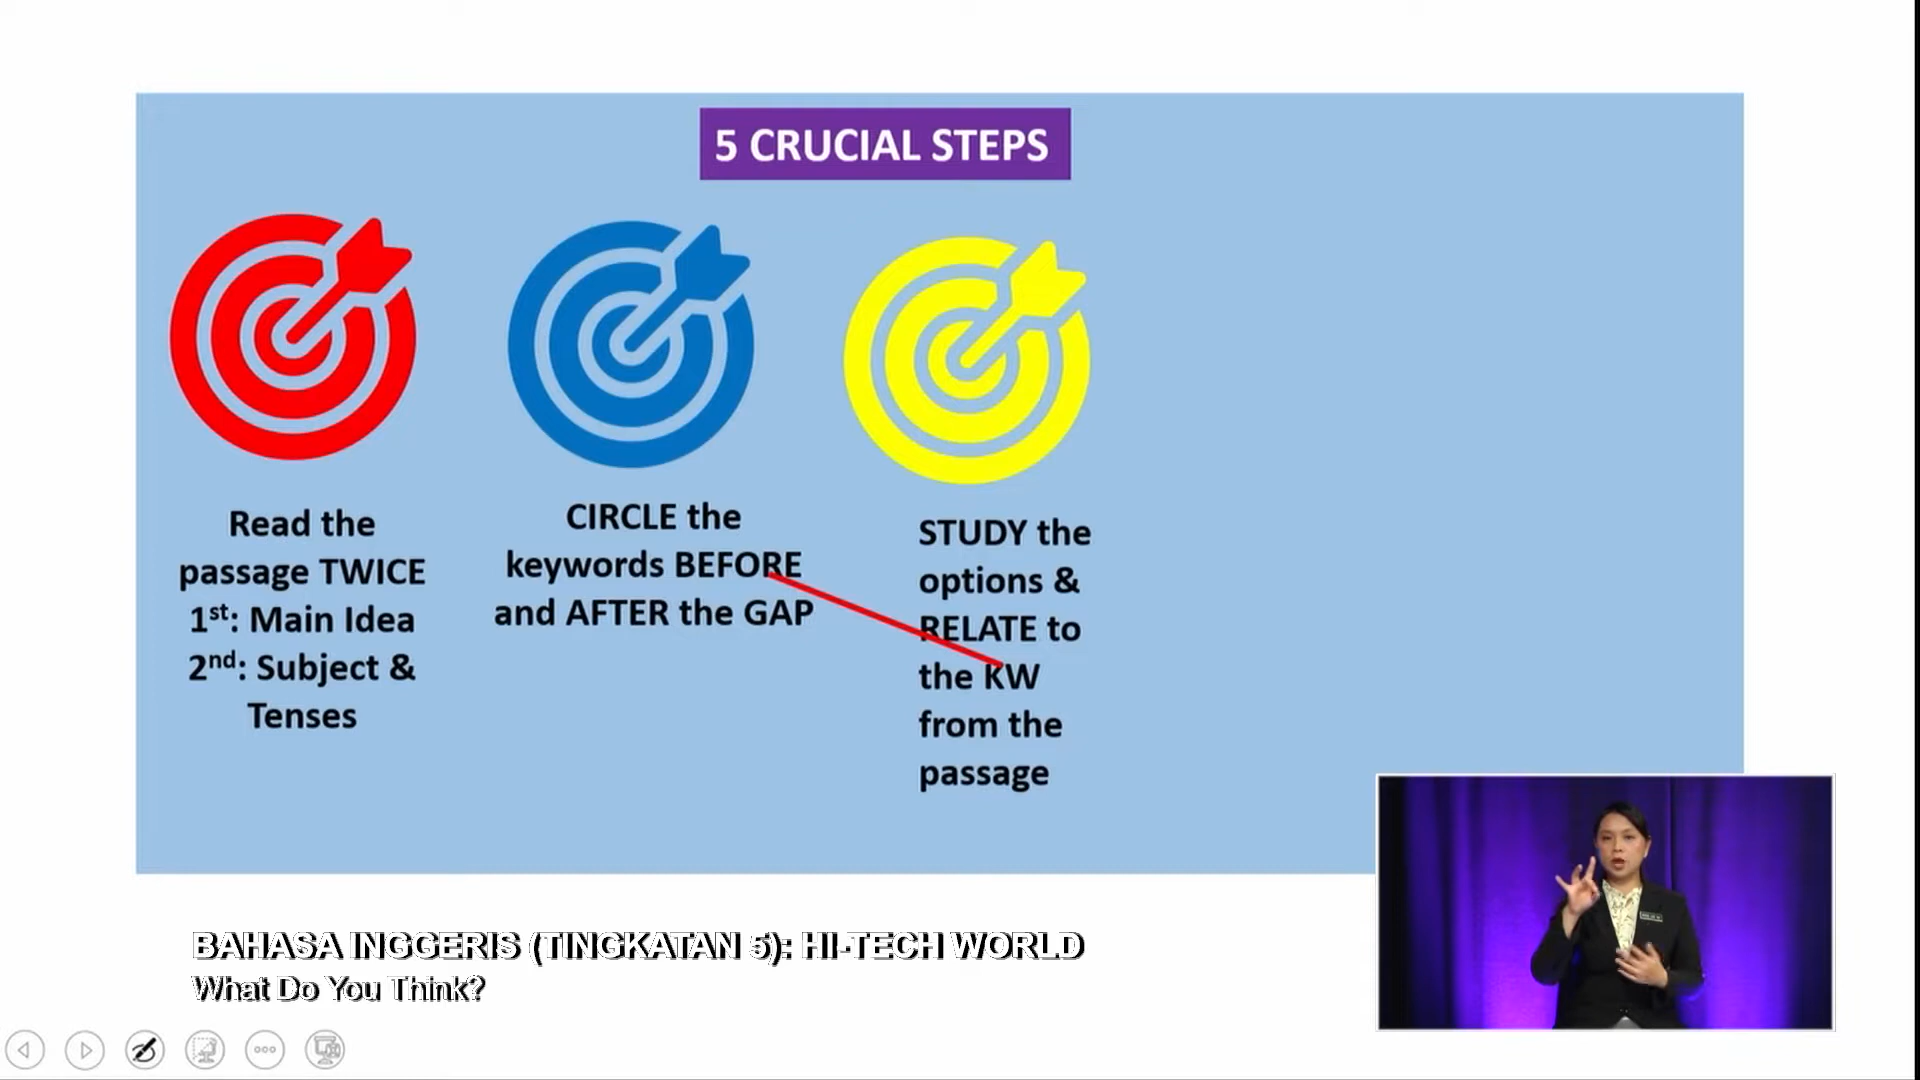 5 CRUCIAL STEPS
Read the
passage TWICE
1st: Main Idea
2nd: Subject &
Tenses
CIRCLE the
keywords BEFORE
and AFTER the GAP
STUDY the
options &
RELATE to
the KW
from the
passage
BAHASA INGGERIS (TINGKATAN 5): HI-TECH WORLD
What Do You Think?